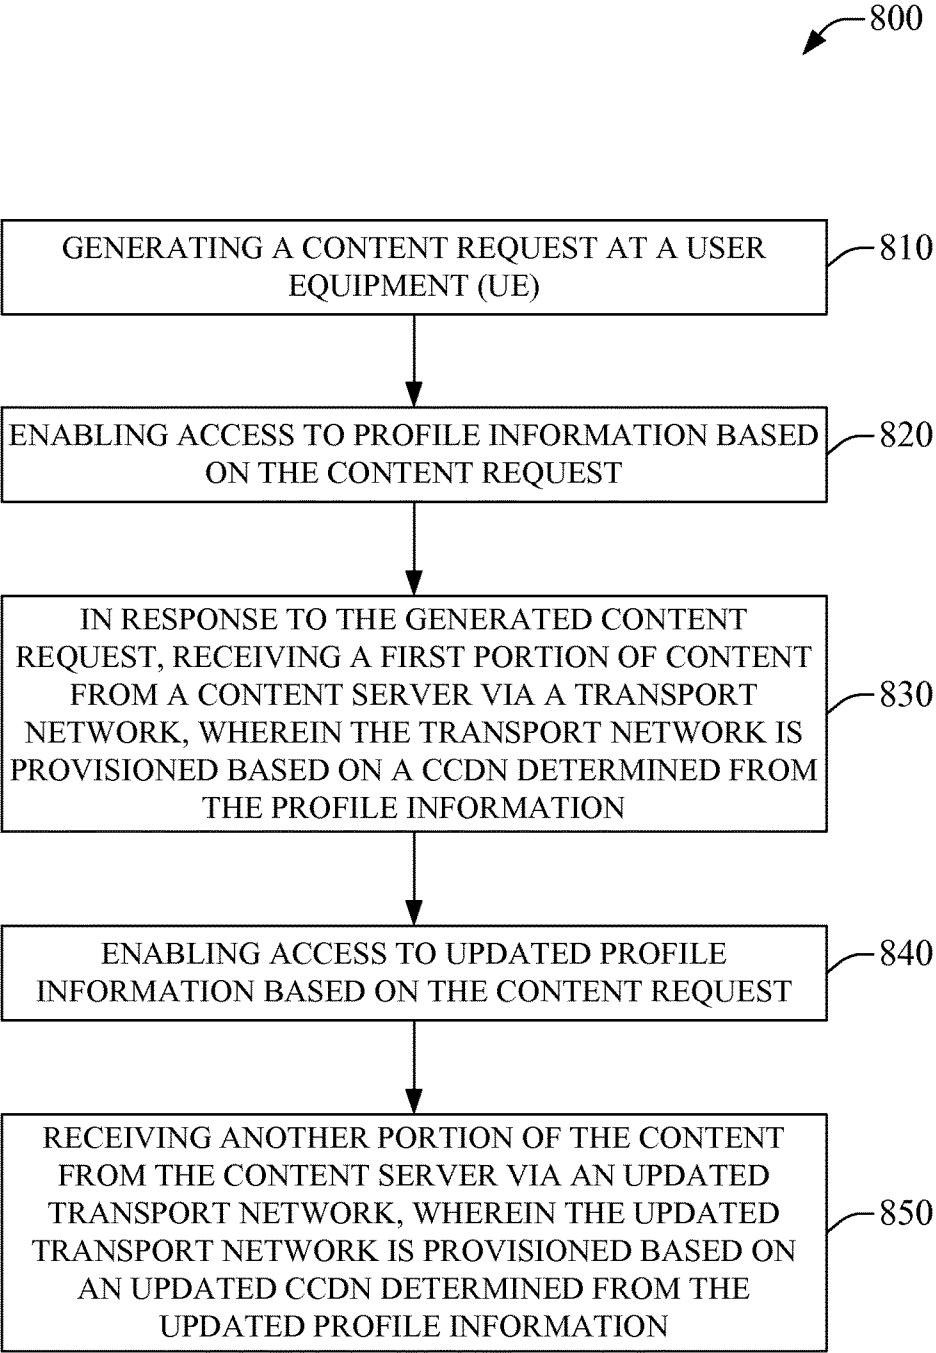 800
GENERATING A CONTENT REQUEST AT A USER
EQUIPMENT (UE)
810
ENABLING ACCESS TO PROFILE INFORMATION BASED
ON THE CONTENT REQUEST
820
IN RESPONSE TO THE GENERATED CONTENT
REQUEST, RECEIVING A FIRST PORTION OF CONTENT
FROM A CONTENT SERVER VIA A TRANSPORT
NETWORK, WHEREIN THE TRANSPORT NETWORK IS
PROVISIONED BASED ON A CCDN DETERMINED FROM
THE PROFILE INFORMATION
830
ENABLING ACCESS TO UPDATED PROFILE
INFORMATION BASED ON THE CONTENT REQUEST
840
RECEIVING ANOTHER PORTION OF THE CONTENT
FROM THE CONTENT SERVER VIA AN UPDATED
TRANSPORT NETWORK, WHEREIN THE UPDATED
TRANSPORT NETWORK IS PROVISIONED BASED ON
AN UPDATED CCDN DETERMINED FROM THE
UPDATED PROFILE INFORMATION
850